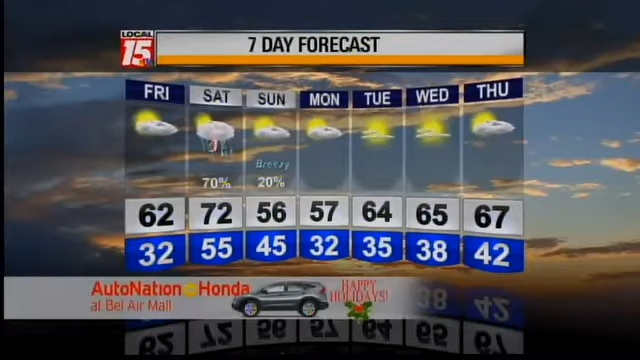 LOCAL
15
7 DAY FORECAST
FRI SAT SUN MON TUE WED THU
Breezy
70% 20%
62 72 56 57 64 65 67
32 55 45 32 35 38 42
AutoNation Honda
at Bel Air Mall
HAPPY
HOLIDAYS!